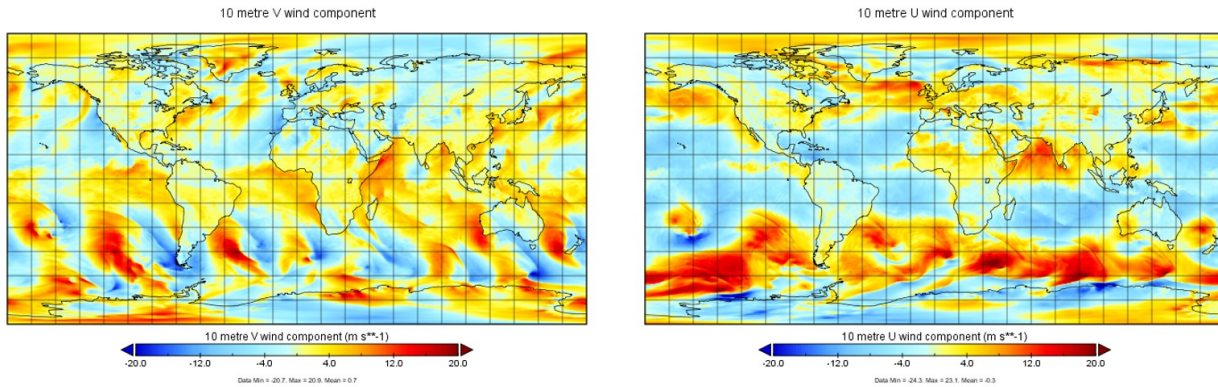 10 metre V wind component
10 metre V wind component (m s**-1)
-20.0 -12.0 -4.0 4.0 12.0 20.0
Data Min = -20.7, Max = 20.9, Mean = 0.7
10 metre U wind component
10 metre U wind component (m s**-1)
-20.0 -12.0 -4.0 4.0 12.0 20.0
Data Min = -24.3, Max = 23.1, Mean = -0.3